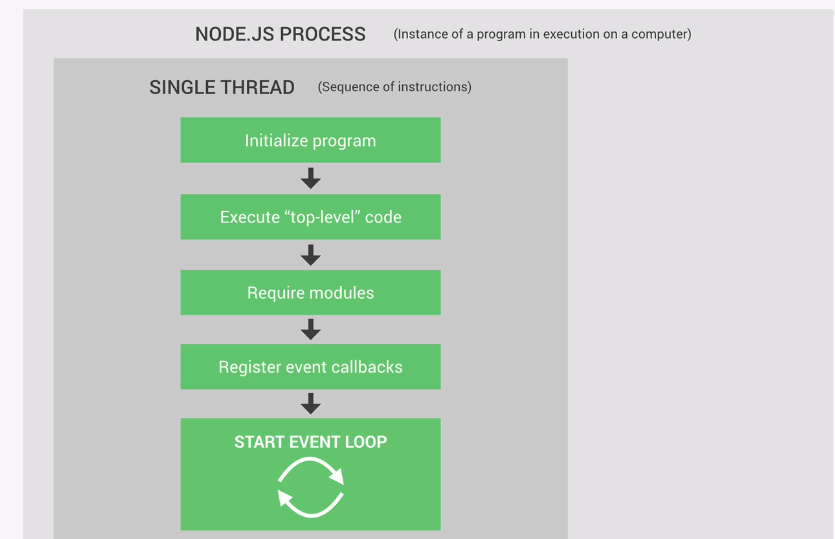 NODE.JS PROCESS (Instance of a program in execution on a computer)
SINGLE THREAD (Sequence of instructions)
Initialize program
Execute “top-level” code
Require modules
Register event callbacks
START EVENT LOOP